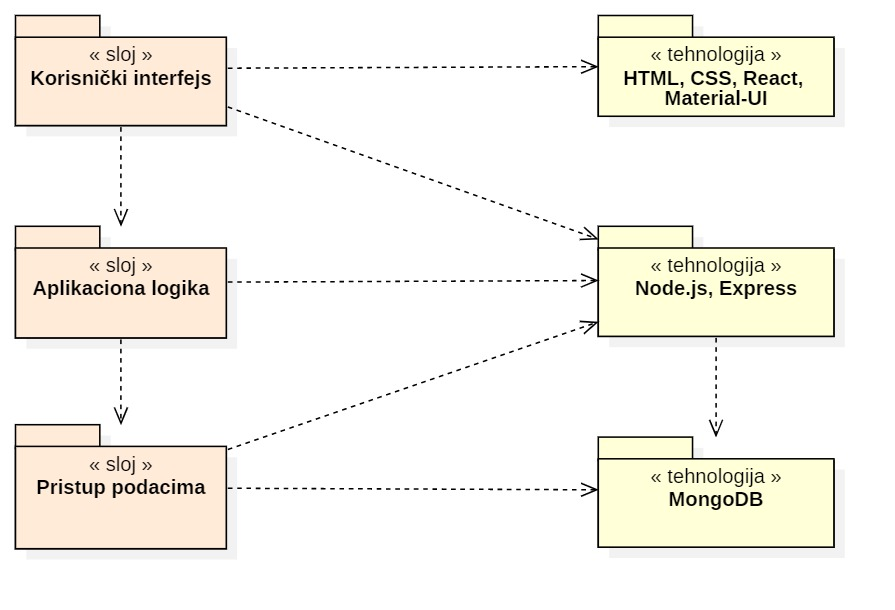 « sloj »
Korisnički interfejs
« tehnologija »
HTML, CSS, React,
Material-UI
« sloj »
Aplikaciona logika
« tehnologija »
Node.js, Express
« sloj »
Pristup podacima
« tehnologija »
MongoDB